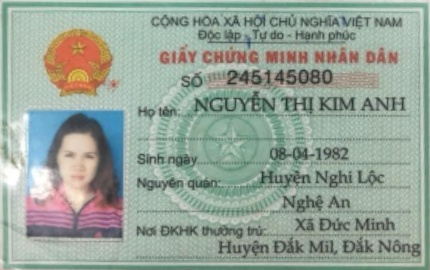 CỘNG HÒA XÃ HỘI CHỦ NGHĨA VIỆT NAM
Độc lập - Tự do - Hạnh phúc
GIẤY CHỨNG MINH NHÂN DÂN
SỐ 245145080
Họ tên: NGUYỄN THỊ KIM ANH
Sinh ngày 08-04-1982
Nguyên quán: Huyện Nghi Lộc
Nghệ An
Nơi ĐKHK thường trú: Xã Đức Minh
Huyện Đắk Mil, Đắk Nông